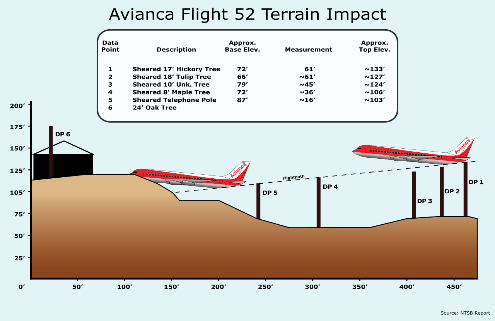 Avianca Flight 52 Terrain Impact
Data Point Description Approx. Base Elev. Measurement Approx. Top Elev.
1 Sheared 17' Hickory Tree 72' 61' ~133'
2 Sheared 18' Tulip Tree 66' ~61' ~127'
3 Sheared 10' Unk. Tree 79' ~45' ~124'
4 Sheared 8' Maple Tree 72' ~36' ~106'
5 Sheared Telephone Pole 87' ~16' ~103'
6 24' Oak Tree
200'
175'
150'
125'
105'
75'
50'
25'
0'
50'
100'
150'
200'
250'
300'
350'
400'
450'
DP 6
DP 5
DP 4
DP 3
DP 2
DP 1
Flightpath
Avianca
Avianca
Source: NTSB Report